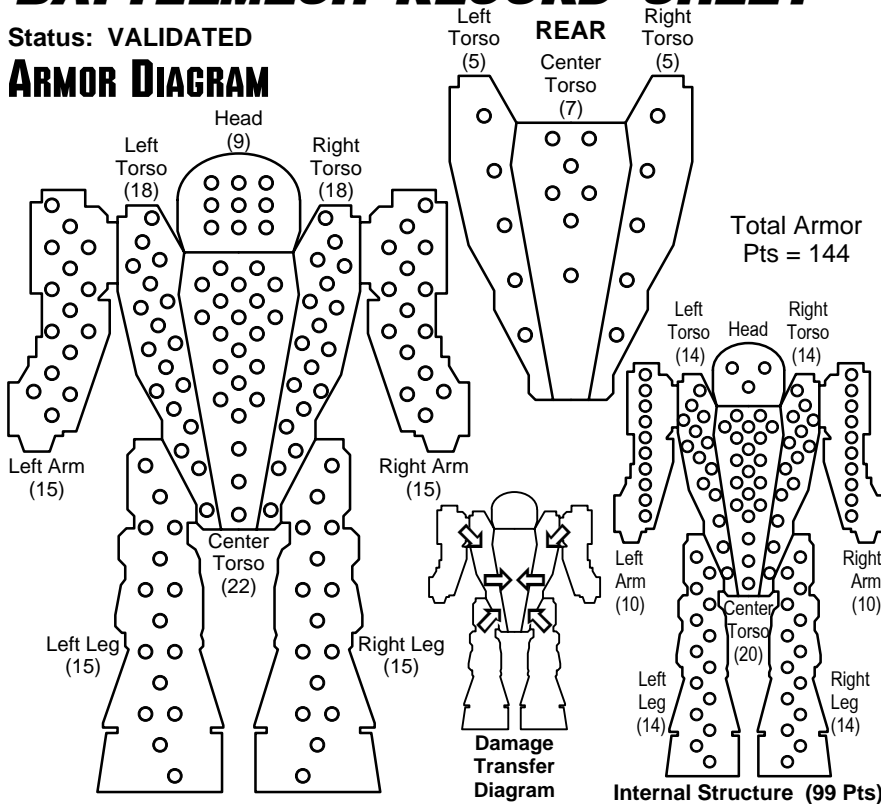 BATTLEMECH RECORD SHEET
Status: VALIDATED
ARMOR DIAGRAM
Head
(9)
Left
Torso
(18)
Right
Torso
(18)
Left Arm
(15)
Right Arm
(15)
Center
Torso
(22)
Left Leg
(15)
Right Leg
(15)
REAR
Left
Torso
(5)
Center
Torso
(7)
Right
Torso
(5)
Total Armor
Pts = 144
Left
Torso
(14)
Head
Right
Torso
(14)
Left
Arm
(10)
Right
Arm
(10)
Center
Torso
(20)
Left
Leg
(14)
Right
Leg
(14)
Damage
Transfer
Diagram
Internal Structure (99 Pts)